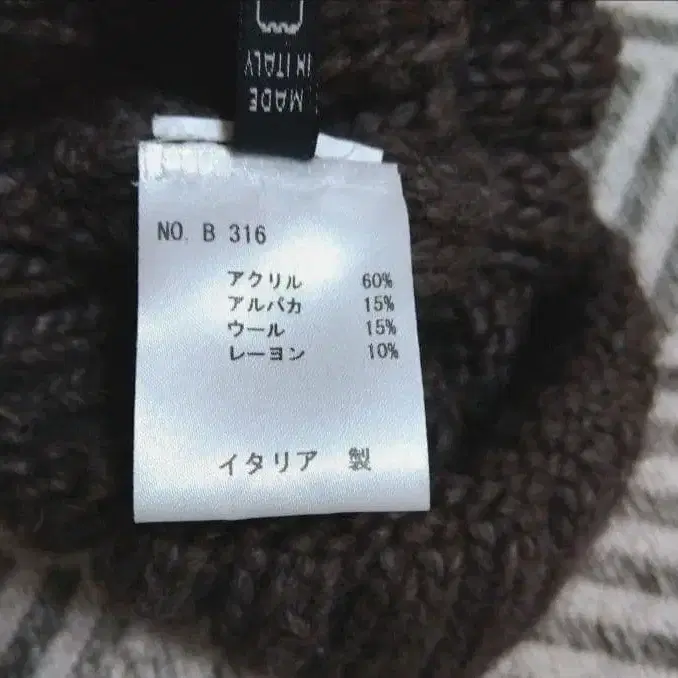 MADE
IN ITALY
NO. B 316
アクリル 60%
アルパカ 15%
ウール 15%
レーヨン 10%
イタリア 製